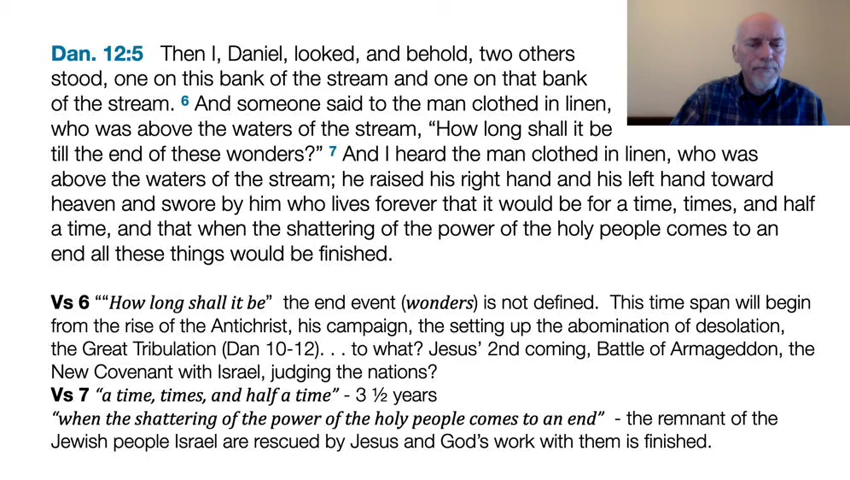 Dan. 12:5 Then I, Daniel, looked, and behold, two others
stood, one on this bank of the stream and one on that bank
of the stream. 6 And someone said to the man clothed in linen,
who was above the waters of the stream, “How long shall it be
till the end of these wonders?” 7 And I heard the man clothed in linen, who was
above the waters of the stream; he raised his right hand and his left hand toward
heaven and swore by him who lives forever that it would be for a time, times, and half
a time, and that when the shattering of the power of the holy people comes to an
end all these things would be finished.
Vs 6 ““How long shall it be” the end event (wonders) is not defined. This time span will begin
from the rise of the Antichrist, his campaign, the setting up the abomination of desolation,
the Great Tribulation (Dan 10-12). . . to what? Jesus’ 2nd coming, Battle of Armageddon, the
New Covenant with Israel, judging the nations?
Vs 7 “a time, times, and half a time” - 3 ½ years
“when the shattering of the power of the holy people comes to an end” - the remnant of the
Jewish people Israel are rescued by Jesus and God’s work with them is finished.